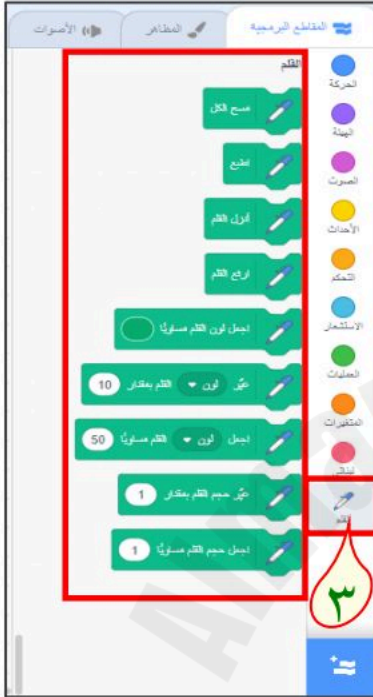 المقاطع البرمجية
المظاهر
الأصوات
القلم
مسح الكل
اطبع
أنزل القلم
ارفع القلم
اجعل لون القلم مساويًا
غيّر لون القلم بمقدار 10
اجعل لون القلم مساويًا 50
غيّر حجم القلم بمقدار 1
اجعل حجم القلم مساويًا 1
الحركة
الهيئة
الصوت
الأحداث
التحكم
الاستشعار
العمليات
المتغيرات
لبناتي
القلم
٣